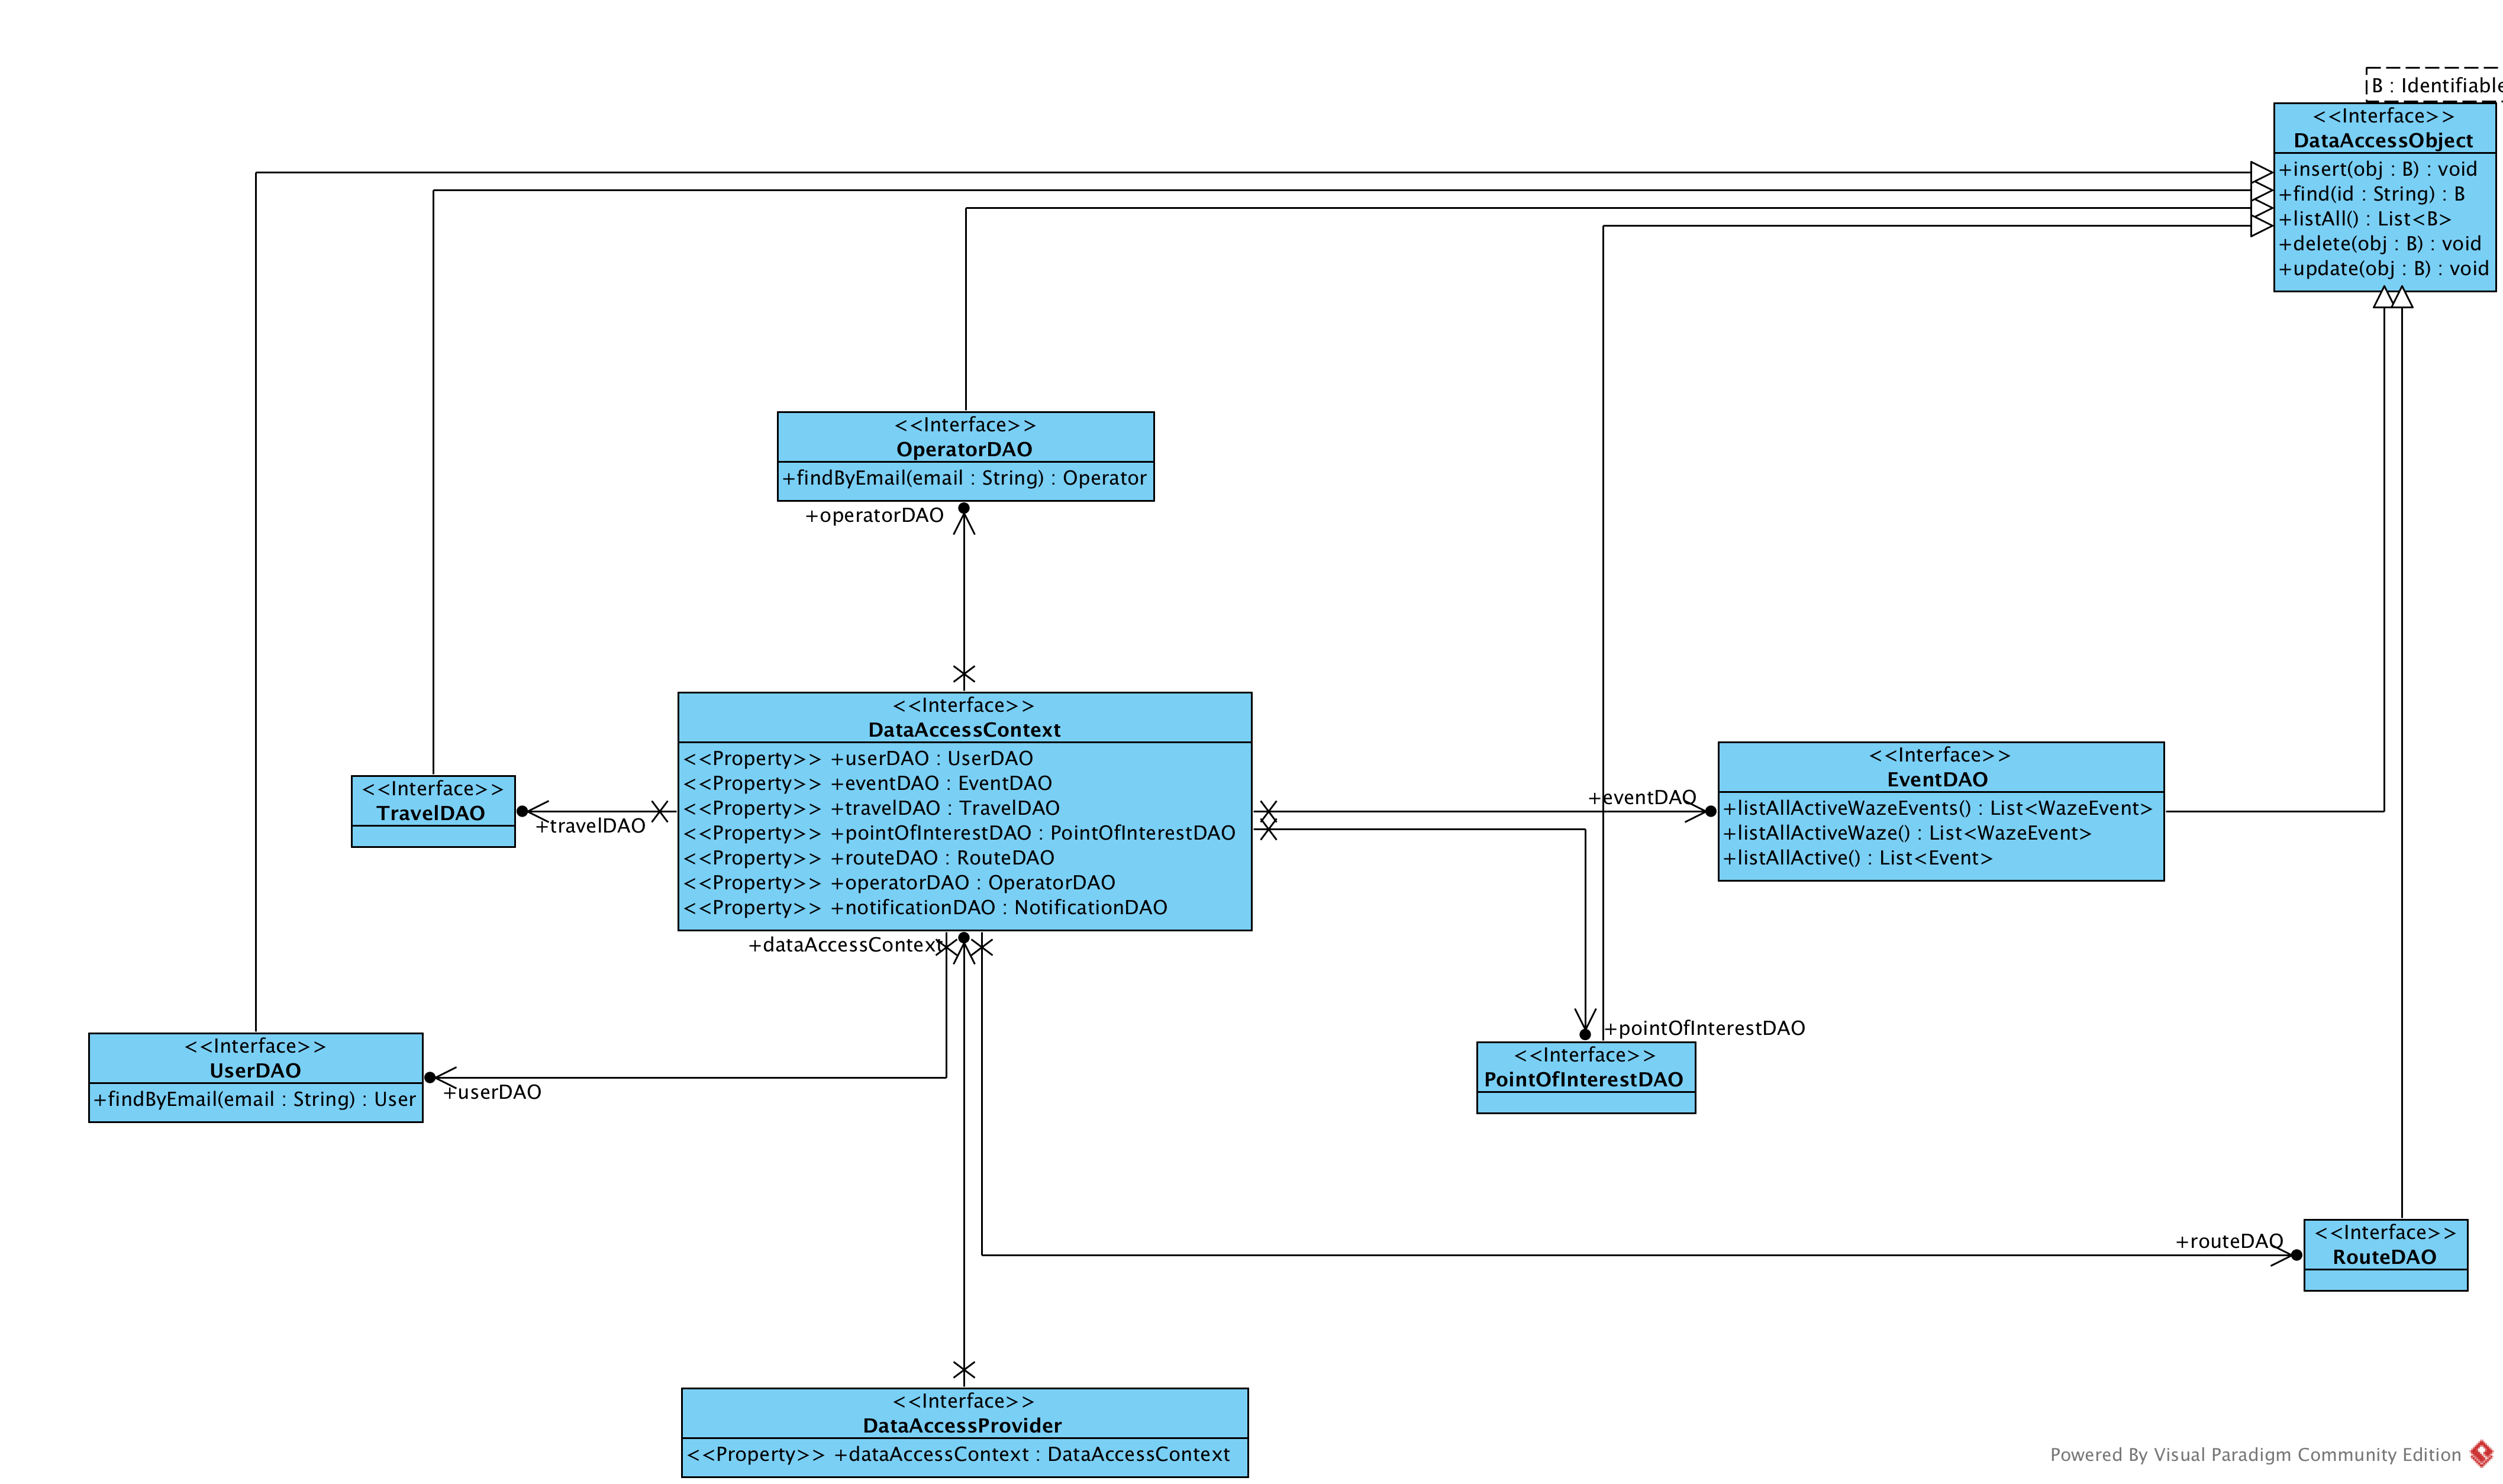 B : Identifiable
<<Interface>>
DataAccessObject
+insert(obj : B) : void
+find(id : String) : B
+listAll() : List<B>
+delete(obj : B) : void
+update(obj : B) : void
<<Interface>>
OperatorDAO
+findByEmail(email : String) : Operator
+operatorDAO
<<Interface>>
DataAccessContext
<<Property>> +userDAO : UserDAO
<<Property>> +eventDAO : EventDAO
<<Property>> +travelDAO : TravelDAO
<<Property>> +pointOfInterestDAO : PointOfInterestDAO
<<Property>> +routeDAO : RouteDAO
<<Property>> +operatorDAO : OperatorDAO
<<Property>> +notificationDAO : NotificationDAO
<<Interface>>
TravelDAO
+travelDAO
+eventDAO
<<Interface>>
EventDAO
+listAllActiveWazeEvents() : List<WazeEvent>
+listAllActiveWaze() : List<WazeEvent>
+listAllActive() : List<Event>
+dataAccessContext
<<Interface>>
UserDAO
+findByEmail(email : String) : User
+userDAO
+pointOfInterestDAO
<<Interface>>
PointOfInterestDAO
+routeDAO
<<Interface>>
RouteDAO
<<Interface>>
DataAccessProvider
<<Property>> +dataAccessContext : DataAccessContext
Powered By Visual Paradigm Community Edition